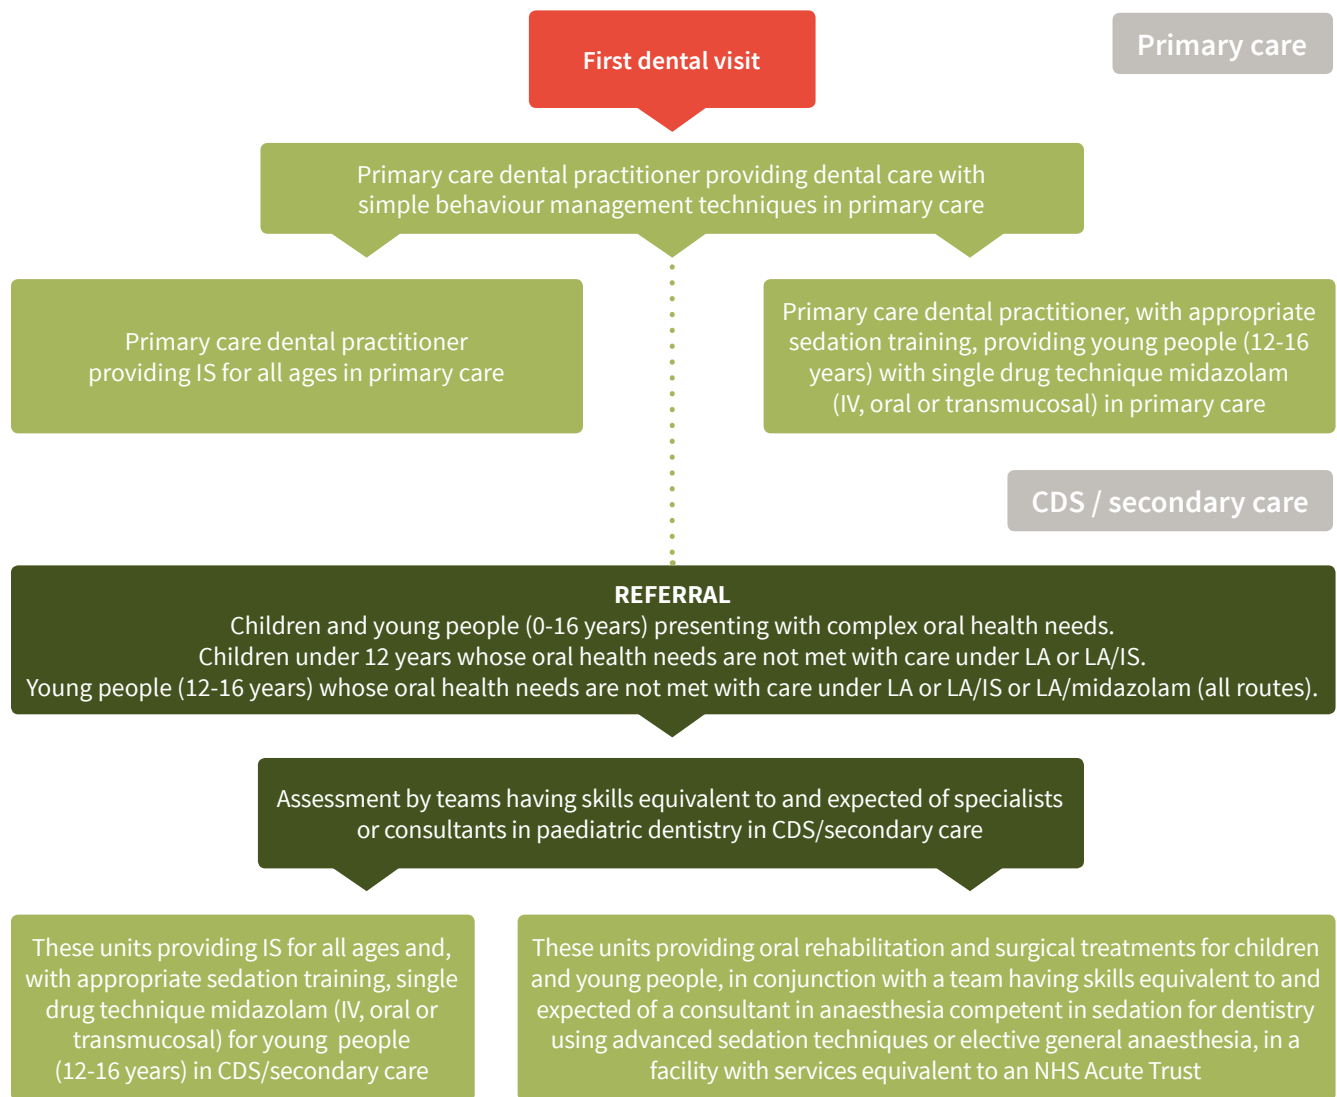 First dental visit
Primary care
Primary care dental practitioner providing dental care with
simple behaviour management techniques in primary care
Primary care dental practitioner
providing IS for all ages in primary care
Primary care dental practitioner, with appropriate
sedation training, providing young people (12-16
years) with single drug technique midazolam
(IV, oral or transmucosal) in primary care
CDS / secondary care
REFERRAL
Children and young people (0-16 years) presenting with complex oral health needs.
Children under 12 years whose oral health needs are not met with care under LA or LA/IS.
Young people (12-16 years) whose oral health needs are not met with care under LA or LA/IS or LA/midazolam (all routes).
Assessment by teams having skills equivalent to and expected of specialists
or consultants in paediatric dentistry in CDS/secondary care
These units providing IS for all ages and,
with appropriate sedation training, single
drug technique midazolam (IV, oral or
transmucosal) for young people
(12-16 years) in CDS/secondary care
These units providing oral rehabilitation and surgical treatments for children
and young people, in conjunction with a team having skills equivalent to and
expected of a consultant in anaesthesia competent in sedation for dentistry
using advanced sedation techniques or elective general anaesthesia, in a
facility with services equivalent to an NHS Acute Trust